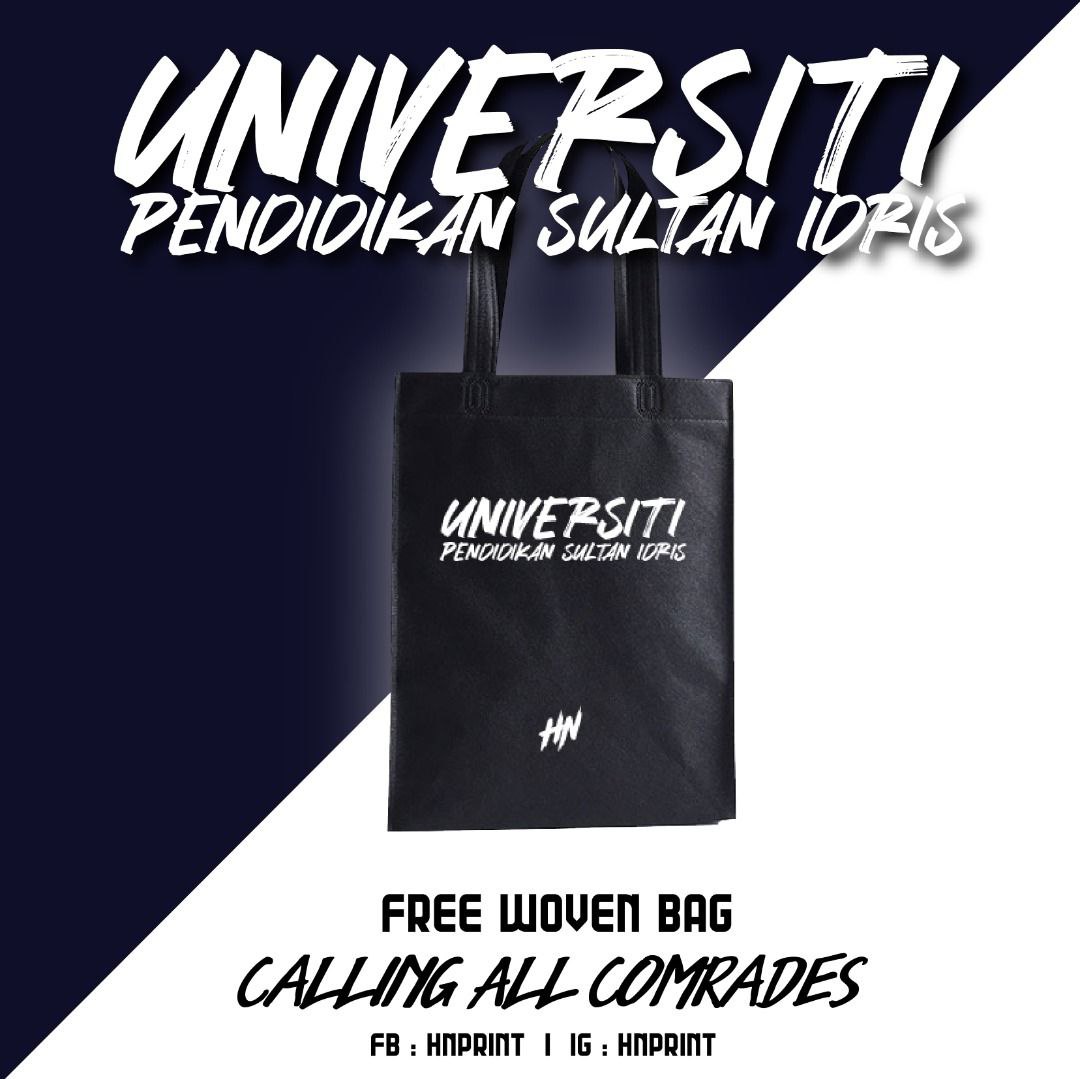 UNIVERSITI
PENDIDIKAN SULTAN IDRIS
UNIVERSITI
PENDIDIKAN SULTAN IDRIS
HN
FREE WOVEN BAG
CALLING ALL COMRADES
FB : HNPRINT | IG : HNPRINT